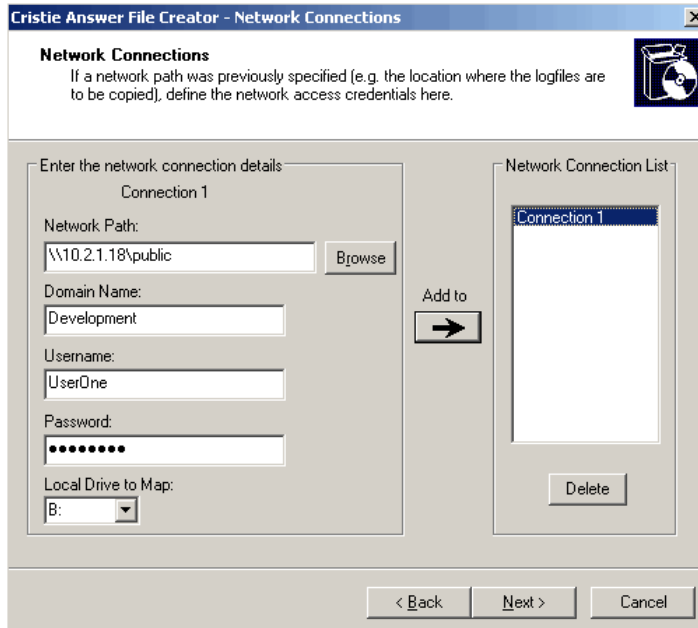 Cristie Answer File Creator - Network Connections
Network Connections
If a network path was previously specified (e.g. the location where the logfiles are
to be copied), define the network access credentials here.
Enter the network connection details
Connection 1
Network Path:
\\10.2.1.18\public
Browse
Domain Name:
Development
Username:
UserOne
Password:
●●●●●●●●
Local Drive to Map:
B:
Add to
Network Connection List
Connection 1
Delete
< Back
Next >
Cancel